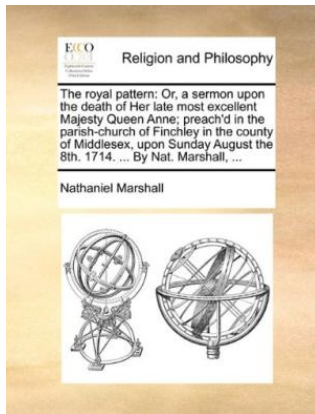 ECCO
Religion and Philosophy
The royal pattern: Or, a sermon upon
the death of Her late most excellent
Majesty Queen Anne; preach'd in the
parish-church of Finchley in the county
of Middlesex, upon Sunday August the
8th. 1714. ... By Nat. Marshall, ...
Nathaniel Marshall